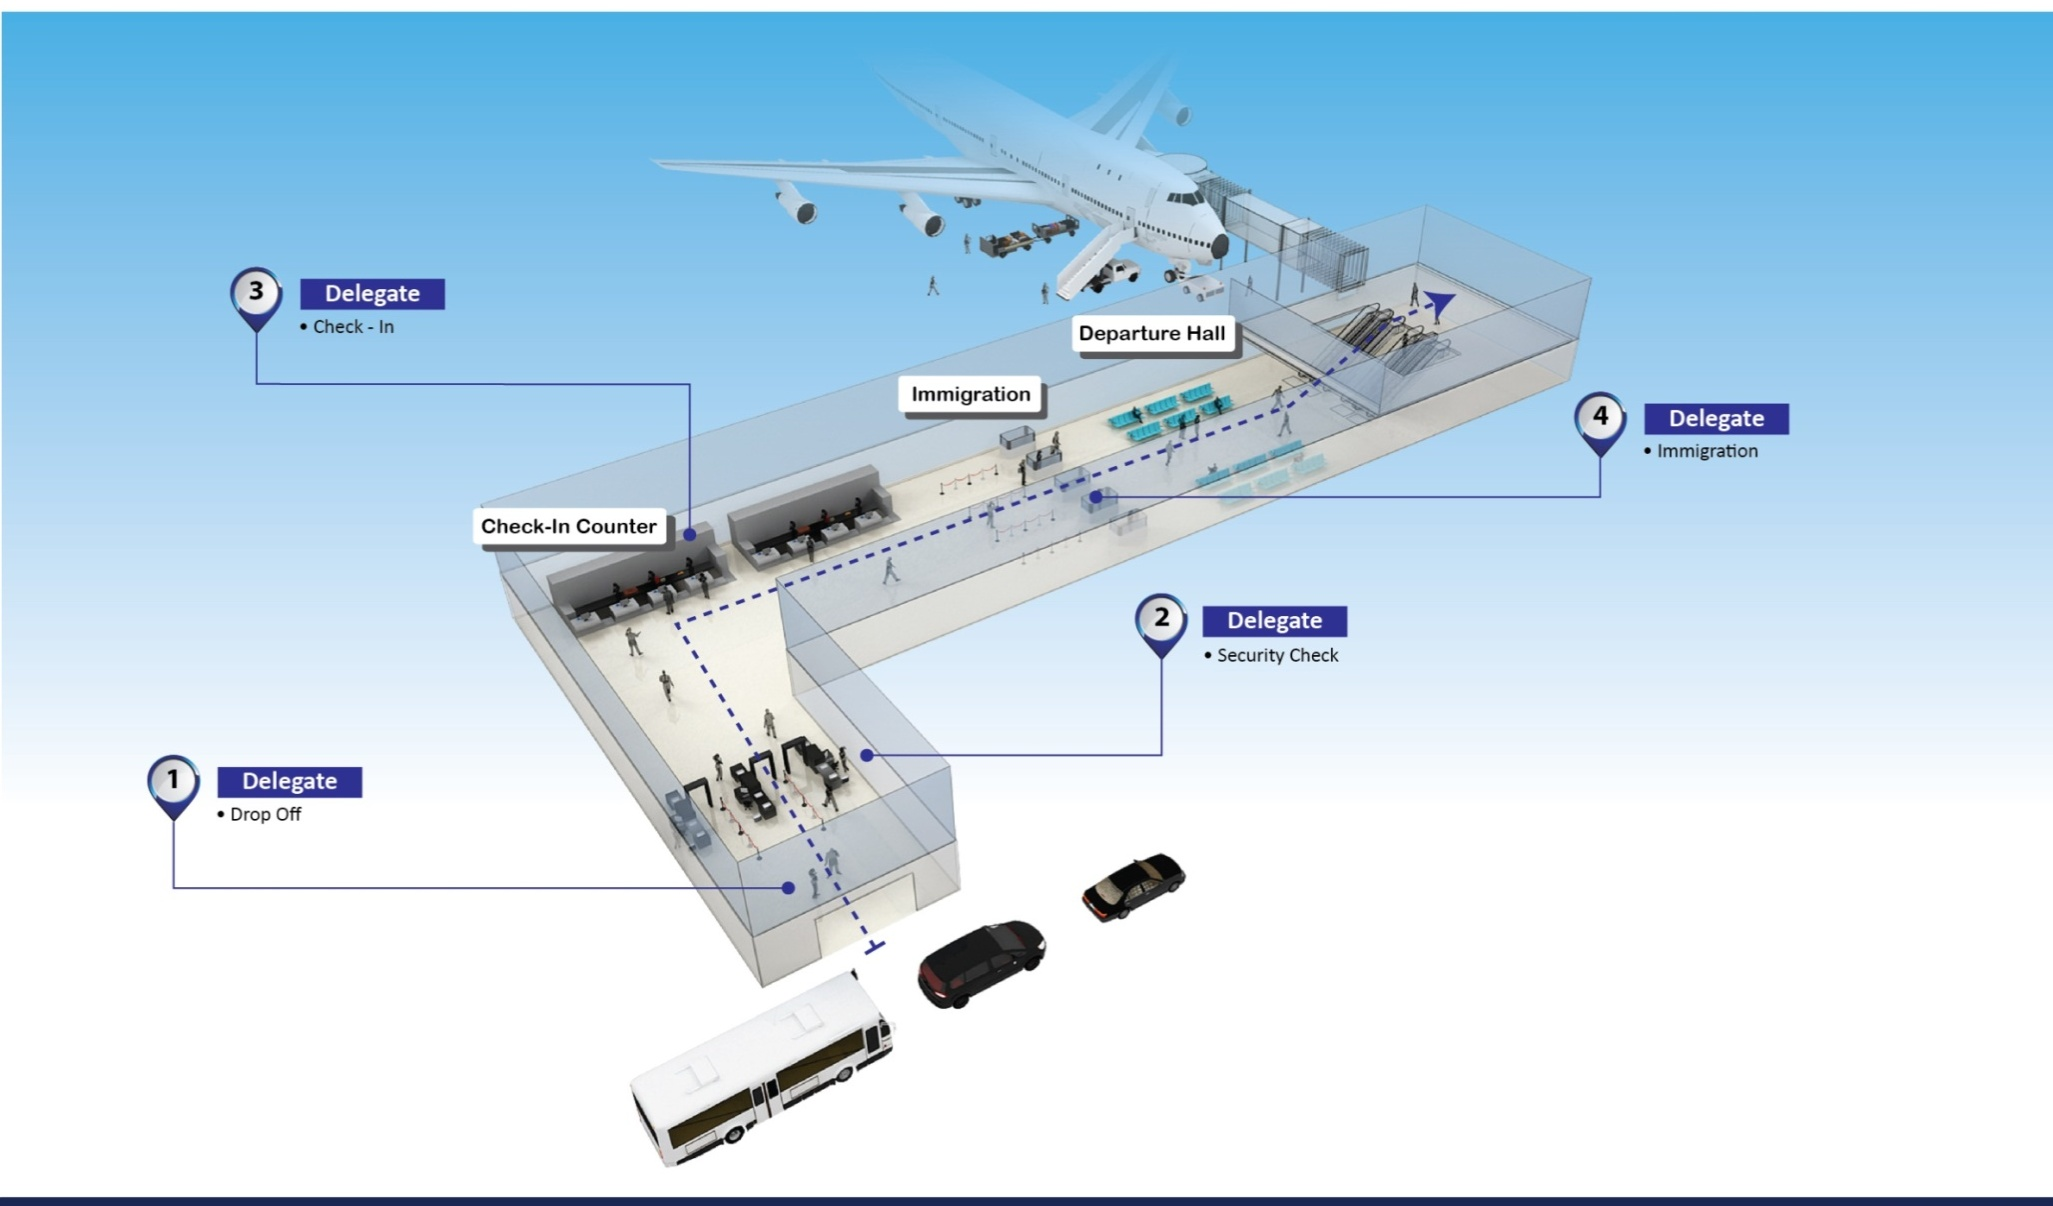 3
Delegate
• Check - In
Departure Hall
Immigration
4
Delegate
• Immigration
Check-In Counter
2
Delegate
• Security Check
1
Delegate
• Drop Off